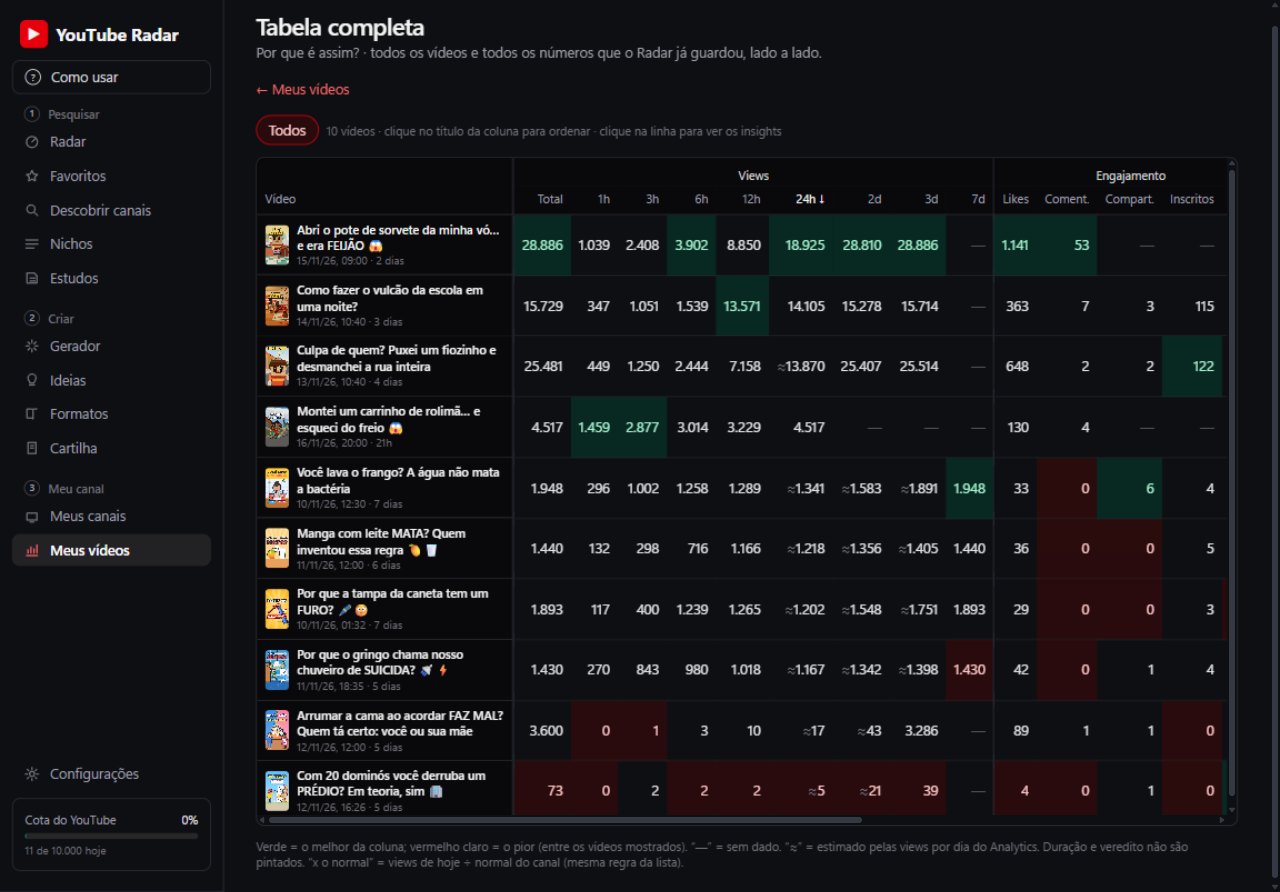 YouTube Radar
Como usar
1 Pesquisar
Radar
Favoritos
Descobrir canais
Nichos
Estudos
2 Criar
Gerador
Ideias
Formatos
Cartilha
3 Meu canal
Meus canais
Meus vídeos
Configurações
Cota do YouTube 0%
11 de 10.000 hoje
Tabela completa
Por que é assim? · todos os vídeos e todos os números que o Radar já guardou, lado a lado.
← Meus vídeos
Todos 10 vídeos · clique no título da coluna para ordenar · clique na linha para ver os insights
Views Engajamento
Vídeo Total 1h 3h 6h 12h 24h ↓ 2d 3d 7d Likes Coment. Compart. Inscritos
Abri o pote de sorvete da minha vó...
e era FEIJÃO 😱
15/11/26, 09:00 · 2 dias
28.886 1.039 2.408 3.902 8.850 18.925 28.810 28.886 — 1.141 53 — —
Como fazer o vulcão da escola em
uma noite?
14/11/26, 10:40 · 3 dias
15.729 347 1.051 1.539 13.571 14.105 15.278 15.714 — 363 7 3 115
Culpa de quem? Puxei um fiozinho e
desmanchei a rua inteira
13/11/26, 10:40 · 4 dias
25.481 449 1.250 2.444 7.158 ≈13.870 25.407 25.514 — 648 2 2 122
Montei um carrinho de rolimã... e
esqueci do freio 😱
16/11/26, 20:00 · 21h
4.517 1.459 2.877 3.014 3.229 4.517 — — — 130 4 — —
Você lava o frango? A água não mata
a bactéria
10/11/26, 12:30 · 7 dias
1.948 296 1.002 1.258 1.289 ≈1.341 ≈1.583 ≈1.891 1.948 33 0 6 4
Manga com leite MATA? Quem
inventou essa regra 🥭 🥛
11/11/26, 12:00 · 6 dias
1.440 132 298 716 1.166 ≈1.218 ≈1.356 ≈1.405 1.440 36 0 0 5
Por que a tampa da caneta tem um
FURO? 🖊️ 😳
10/11/26, 01:32 · 7 dias
1.893 117 400 1.239 1.265 ≈1.202 ≈1.548 ≈1.751 1.893 29 0 0 3
Por que o gringo chama nosso
chuveiro de SUICIDA? 🚿 ⚡
11/11/26, 18:35 · 5 dias
1.430 270 843 980 1.018 ≈1.167 ≈1.342 ≈1.398 1.430 42 0 1 4
Arrumar a cama ao acordar FAZ MAL?
Quem tá certo: você ou sua mãe
12/11/26, 12:00 · 5 dias
3.600 0 1 3 10 ≈17 ≈43 3.286 — 89 1 1 0
Com 20 dominós você derruba um
PRÉDIO? Em teoria, sim 🏢
12/11/26, 16:26 · 5 dias
73 0 2 2 2 ≈5 ≈21 39 — 4 0 1 0
Verde = o melhor da coluna; vermelho claro = o pior (entre os vídeos mostrados). "—" = sem dado. "≈" = estimado pelas views por dia do Analytics. Duração e veredito não são
pintados. "x o normal" = views de hoje ÷ normal do canal (mesma regra da lista).